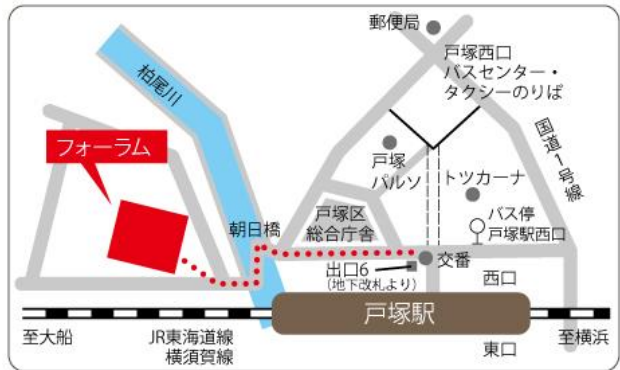 郵便局
戸塚西口
バスセンター・
タクシーのりば
柏尾川
国道1号線
フォーラム
戸塚
パルソ
トツカーナ
戸塚区
総合庁舎
バス停
戸塚駅西口
朝日橋
出口6
(地下改札より)
交番
西口
戸塚駅
至大船
JR東海道線
横須賀線
東口
至横浜